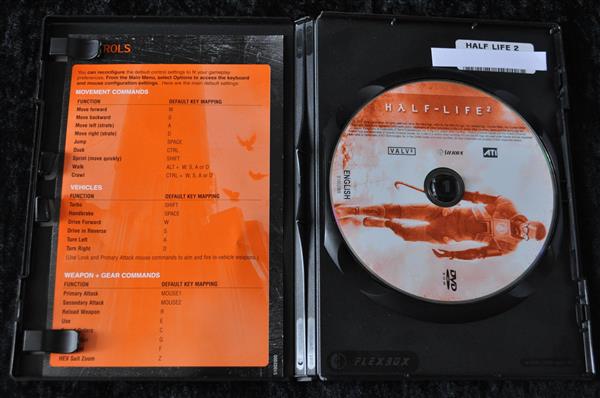 ROLS
You can reconfigure the default control settings to fit your gameplay
preferences. From the Main Menu, select Options to access the keyboard
and mouse configuration settings. Here are the main default settings:
MOVEMENT COMMANDS
FUNCTION DEFAULT KEY MAPPING
Move forward W
Move backward S
Move left (strafe) A
Move right (strafe) D
Jump SPACE
Duck CTRL
Sprint (move quickly) SHIFT
Walk ALT + W, S, A or D
Crawl CTRL + W, S, A or D
VEHICLES
FUNCTION DEFAULT KEY MAPPING
Turbo SHIFT
Handbrake SPACE
Drive Forward W
Drive in Reverse S
Turn Left A
Turn Right D
(Use Look and Primary Attack mouse commands to aim and fire in-vehicle weapons.)
WEAPON + GEAR COMMANDS
FUNCTION DEFAULT KEY MAPPING
Primary Attack MOUSE1
Secondary Attack MOUSE2
Reload Weapon R
Use E
C
G
F
HEV Suit Zoom Z
HALF LIFE 2
HALF-LIFE²
VALVE
SIERRA
ATI
ENGLISH
DVD
ROM
FLEXBOX